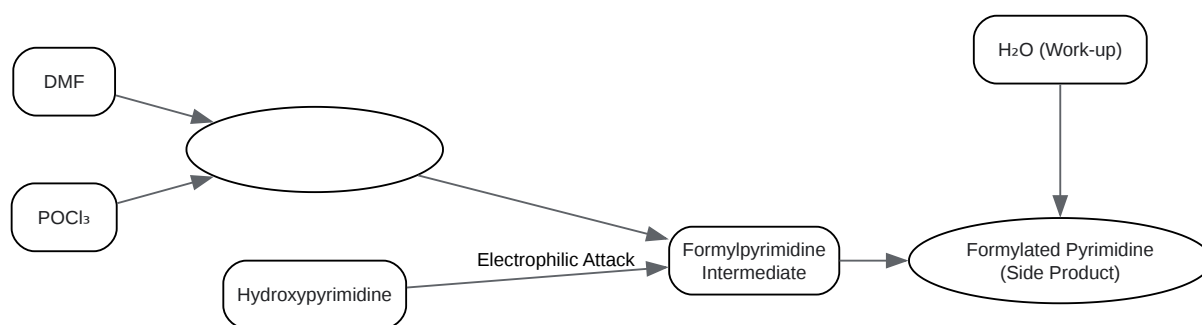 H₂O (Work-up)
DMF
POCl₃
Electrophilic Attack
Formylpyrimidine
Intermediate
Formylated Pyrimidine
(Side Product)
Hydroxypyrimidine